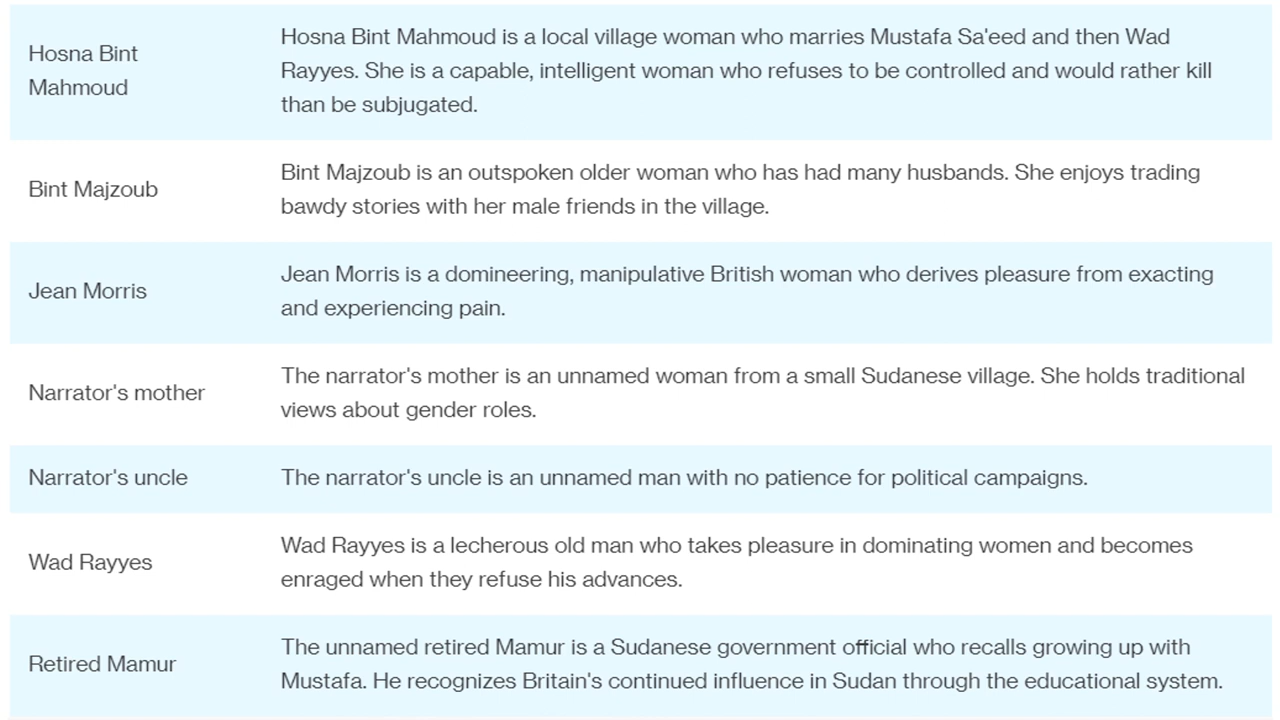 Hosna Bint
Mahmoud
Hosna Bint Mahmoud is a local village woman who marries Mustafa Sa'eed and then Wad
Rayyes. She is a capable, intelligent woman who refuses to be controlled and would rather kill
than be subjugated.
Bint Majzoub
Bint Majzoub is an outspoken older woman who has had many husbands. She enjoys trading
bawdy stories with her male friends in the village.
Jean Morris
Jean Morris is a domineering, manipulative British woman who derives pleasure from exacting
and experiencing pain.
Narrator's mother
The narrator's mother is an unnamed woman from a small Sudanese village. She holds traditional
views about gender roles.
Narrator's uncle
The narrator's uncle is an unnamed man with no patience for political campaigns.
Wad Rayyes
Wad Rayyes is a lecherous old man who takes pleasure in dominating women and becomes
enraged when they refuse his advances.
Retired Mamur
The unnamed retired Mamur is a Sudanese government official who recalls growing up with
Mustafa. He recognizes Britain's continued influence in Sudan through the educational system.